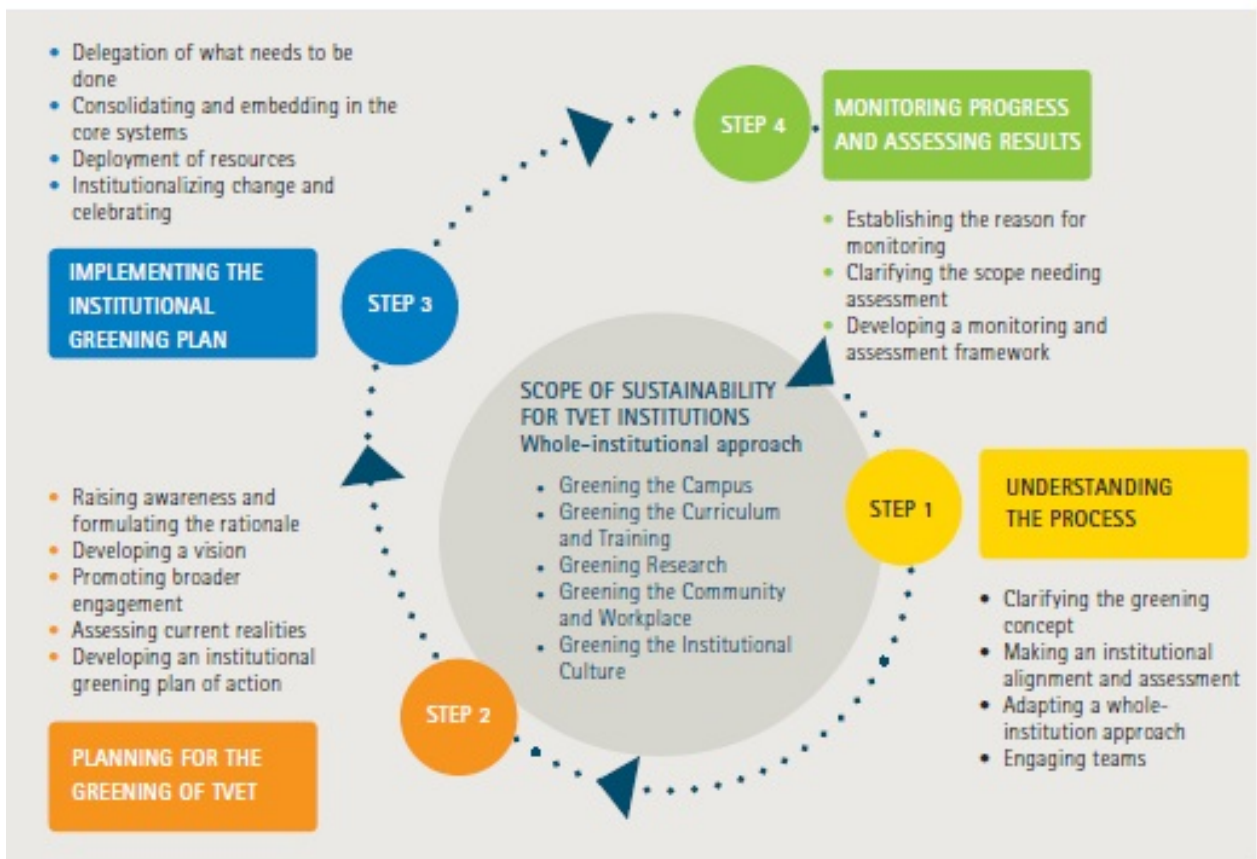 • Delegation of what needs to be
done
• Consolidating and embedding in the
core systems
• Deployment of resources
• Institutionalizing change and
celebrating
IMPLEMENTING THE
INSTITUTIONAL
GREENING PLAN
STEP 3
STEP 4
MONITORING PROGRESS
AND ASSESSING RESULTS
• Establishing the reason for
monitoring
• Clarifying the scope needing
assessment
• Developing a monitoring and
assessment framework
SCOPE OF SUSTAINABILITY
FOR TVET INSTITUTIONS
Whole-institutional approach
• Greening the Campus
• Greening the Curriculum
and Training
• Greening Research
• Greening the Community
and Workplace
• Greening the Institutional
Culture
STEP 1
UNDERSTANDING
THE PROCESS
• Clarifying the greening
concept
• Making an institutional
alignment and assessment
• Adapting a whole-
institution approach
• Engaging teams
• Raising awareness and
formulating the rationale
• Developing a vision
• Promoting broader
engagement
• Assessing current realities
• Developing an institutional
greening plan of action
STEP 2
PLANNING FOR THE
GREENING OF TVET